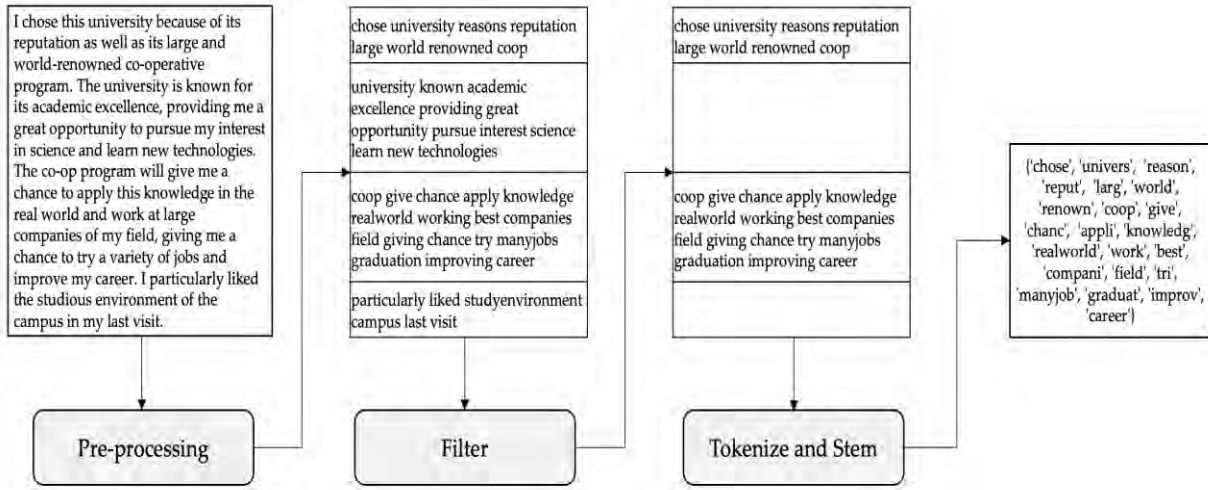 I chose this university because of its
reputation as well as its large and
world-renowned co-operative
program. The university is known for
its academic excellence, providing me a
great opportunity to pursue my interest
in science and learn new technologies.
The co-op program will give me a
chance to apply this knowledge in the
real world and work at large
companies of my field, giving me a
chance to try a variety of jobs and
improve my career. I particularly liked
the studious environment of the
campus in my last visit.
Pre-processing
chose university reasons reputation
large world renowned coop
university known academic
excellence providing great
opportunity pursue interest science
learn new technologies
coop give chance apply knowledge
realworld working best companies
field giving chance try manyjobs
graduation improving career
particularly liked studyenvironment
campus last visit
Filter
chose university reasons reputation
large world renowned coop
coop give chance apply knowledge
realworld working best companies
field giving chance try manyjobs
graduation improving career
Tokenize and Stem
{'chose', 'univers', 'reason',
'reput', 'larg', 'world',
'renown', 'coop', 'give',
'chanc', 'appli', 'knowledg',
'realworld', 'work', 'best',
'compani', 'field', 'tri',
'manyjob', 'graduat', 'improv',
'career'}